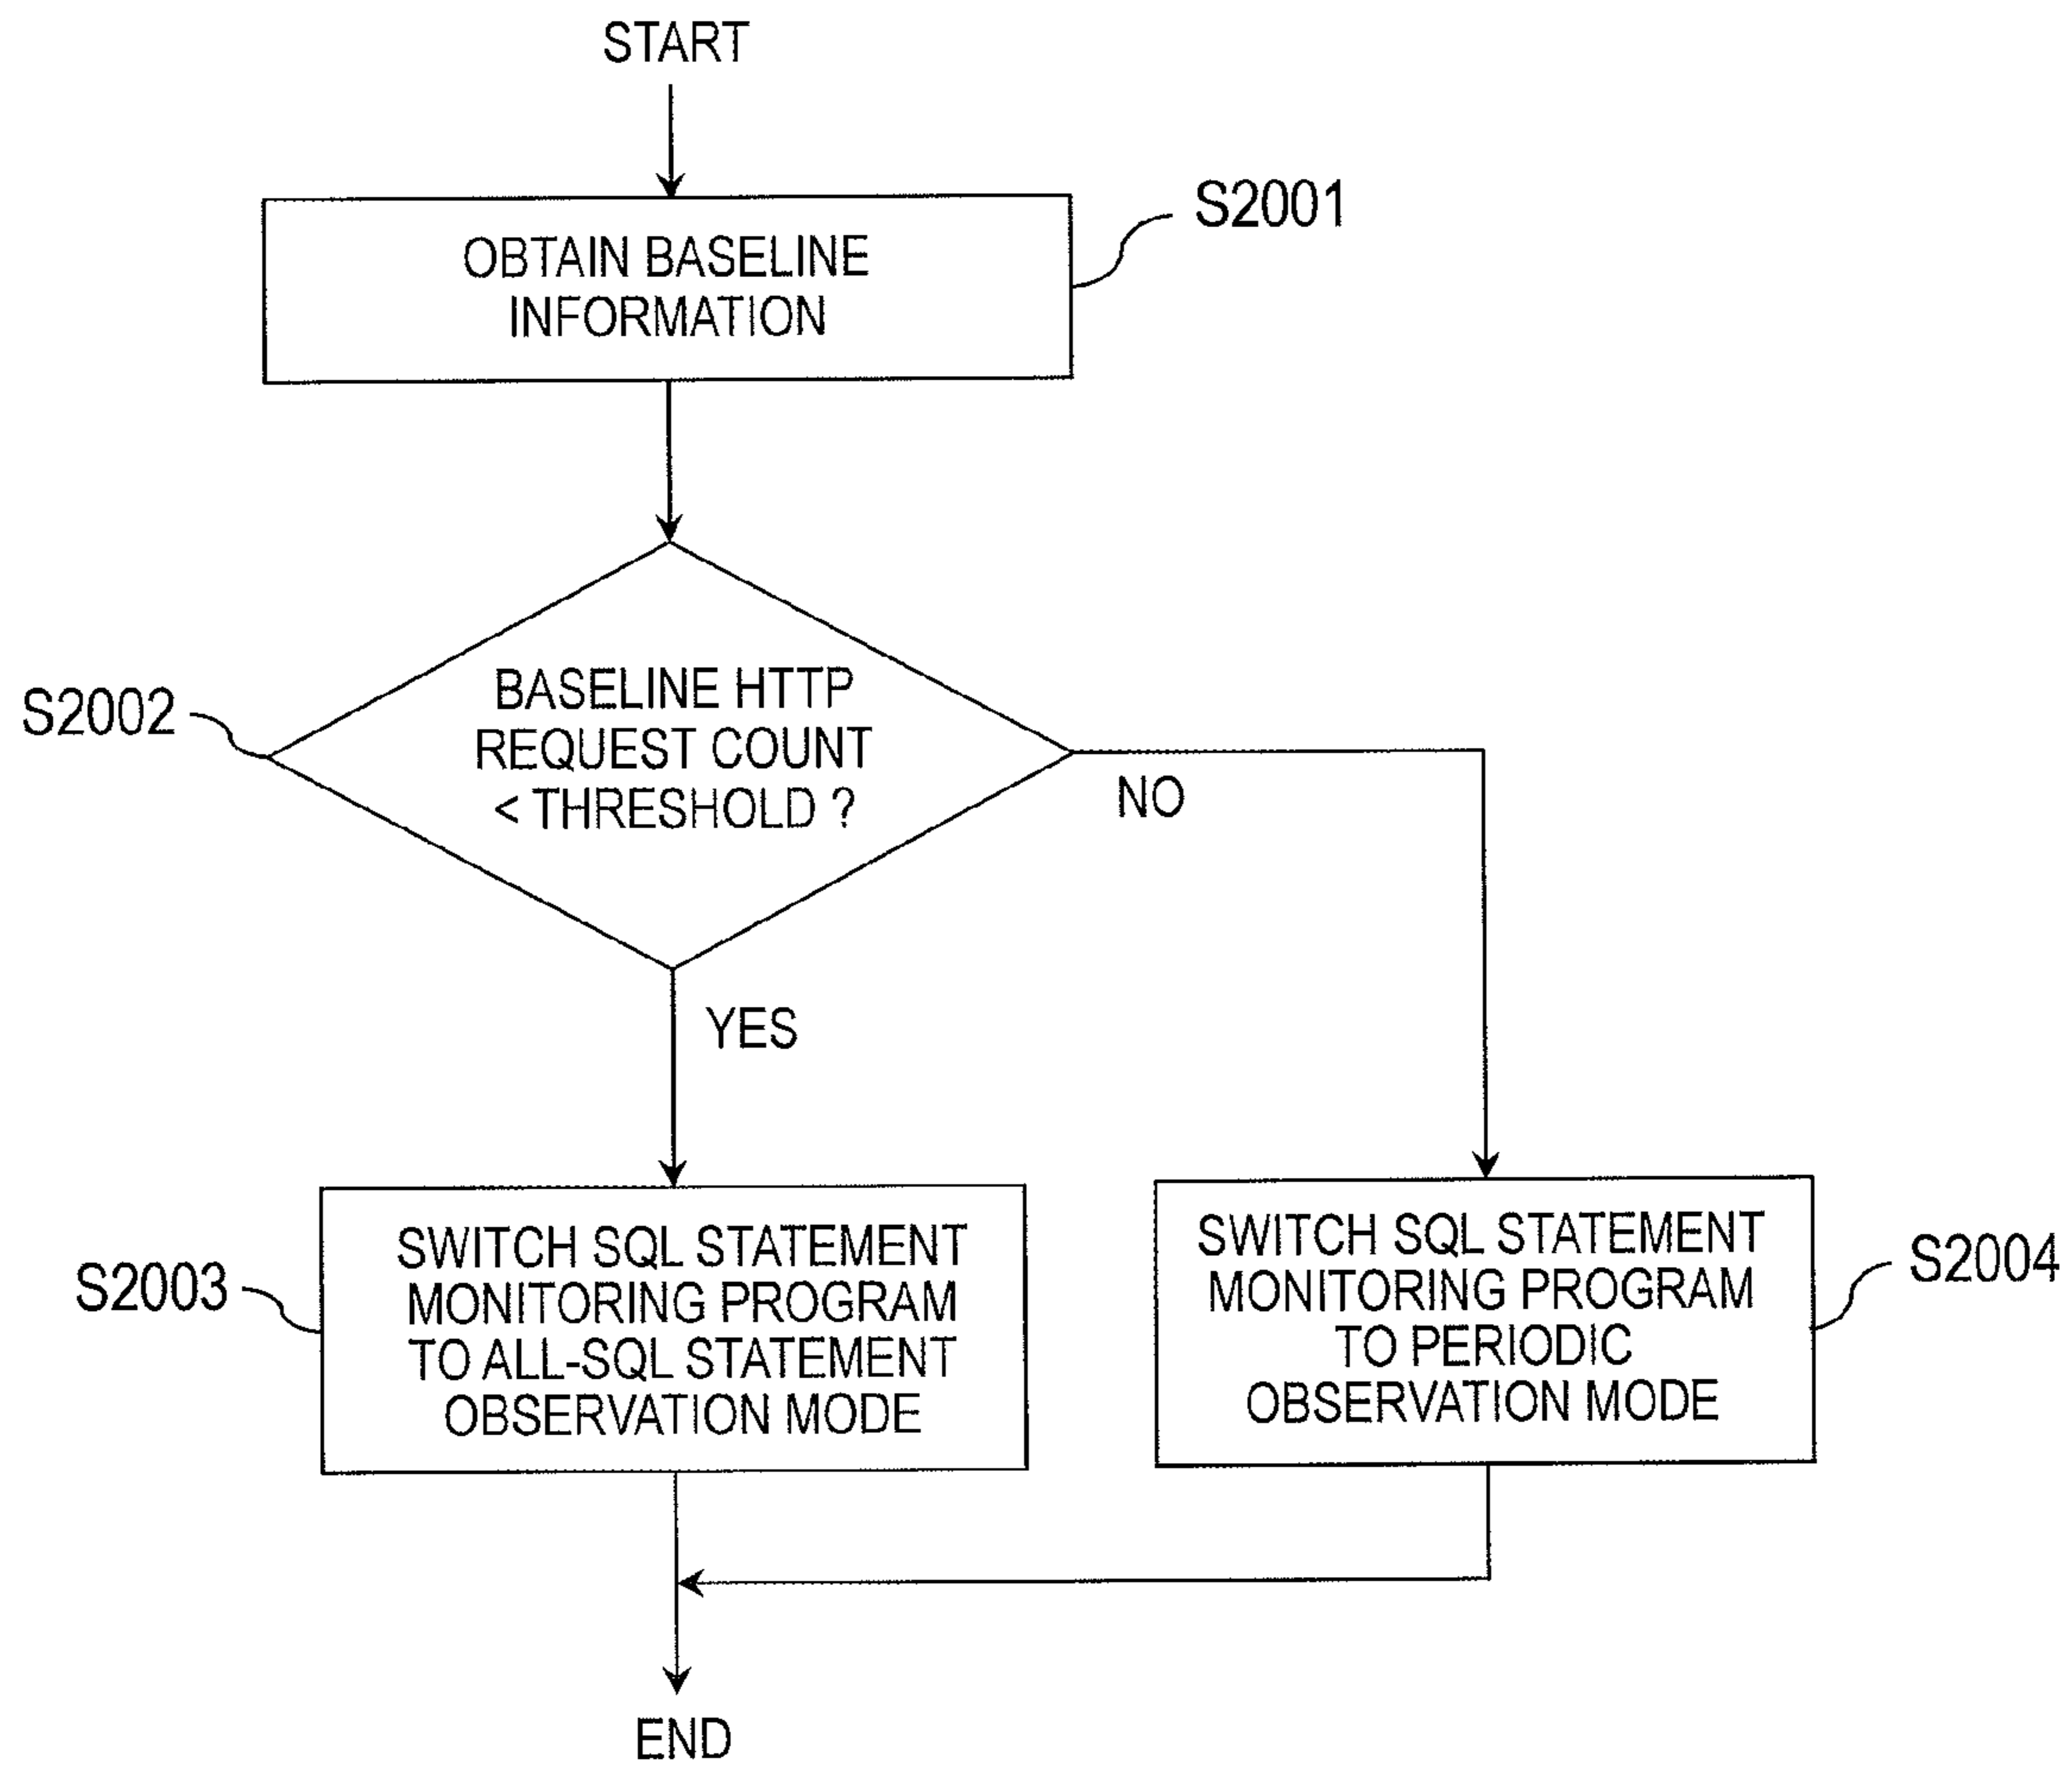 START
S2001
OBTAIN BASELINE
INFORMATION
S2002
BASELINE HTTP
REQUEST COUNT
< THRESHOLD ?
NO
YES
S2003
SWITCH SQL STATEMENT
MONITORING PROGRAM
TO ALL-SQL STATEMENT
OBSERVATION MODE
SWITCH SQL STATEMENT
MONITORING PROGRAM
TO PERIODIC
OBSERVATION MODE
S2004
END